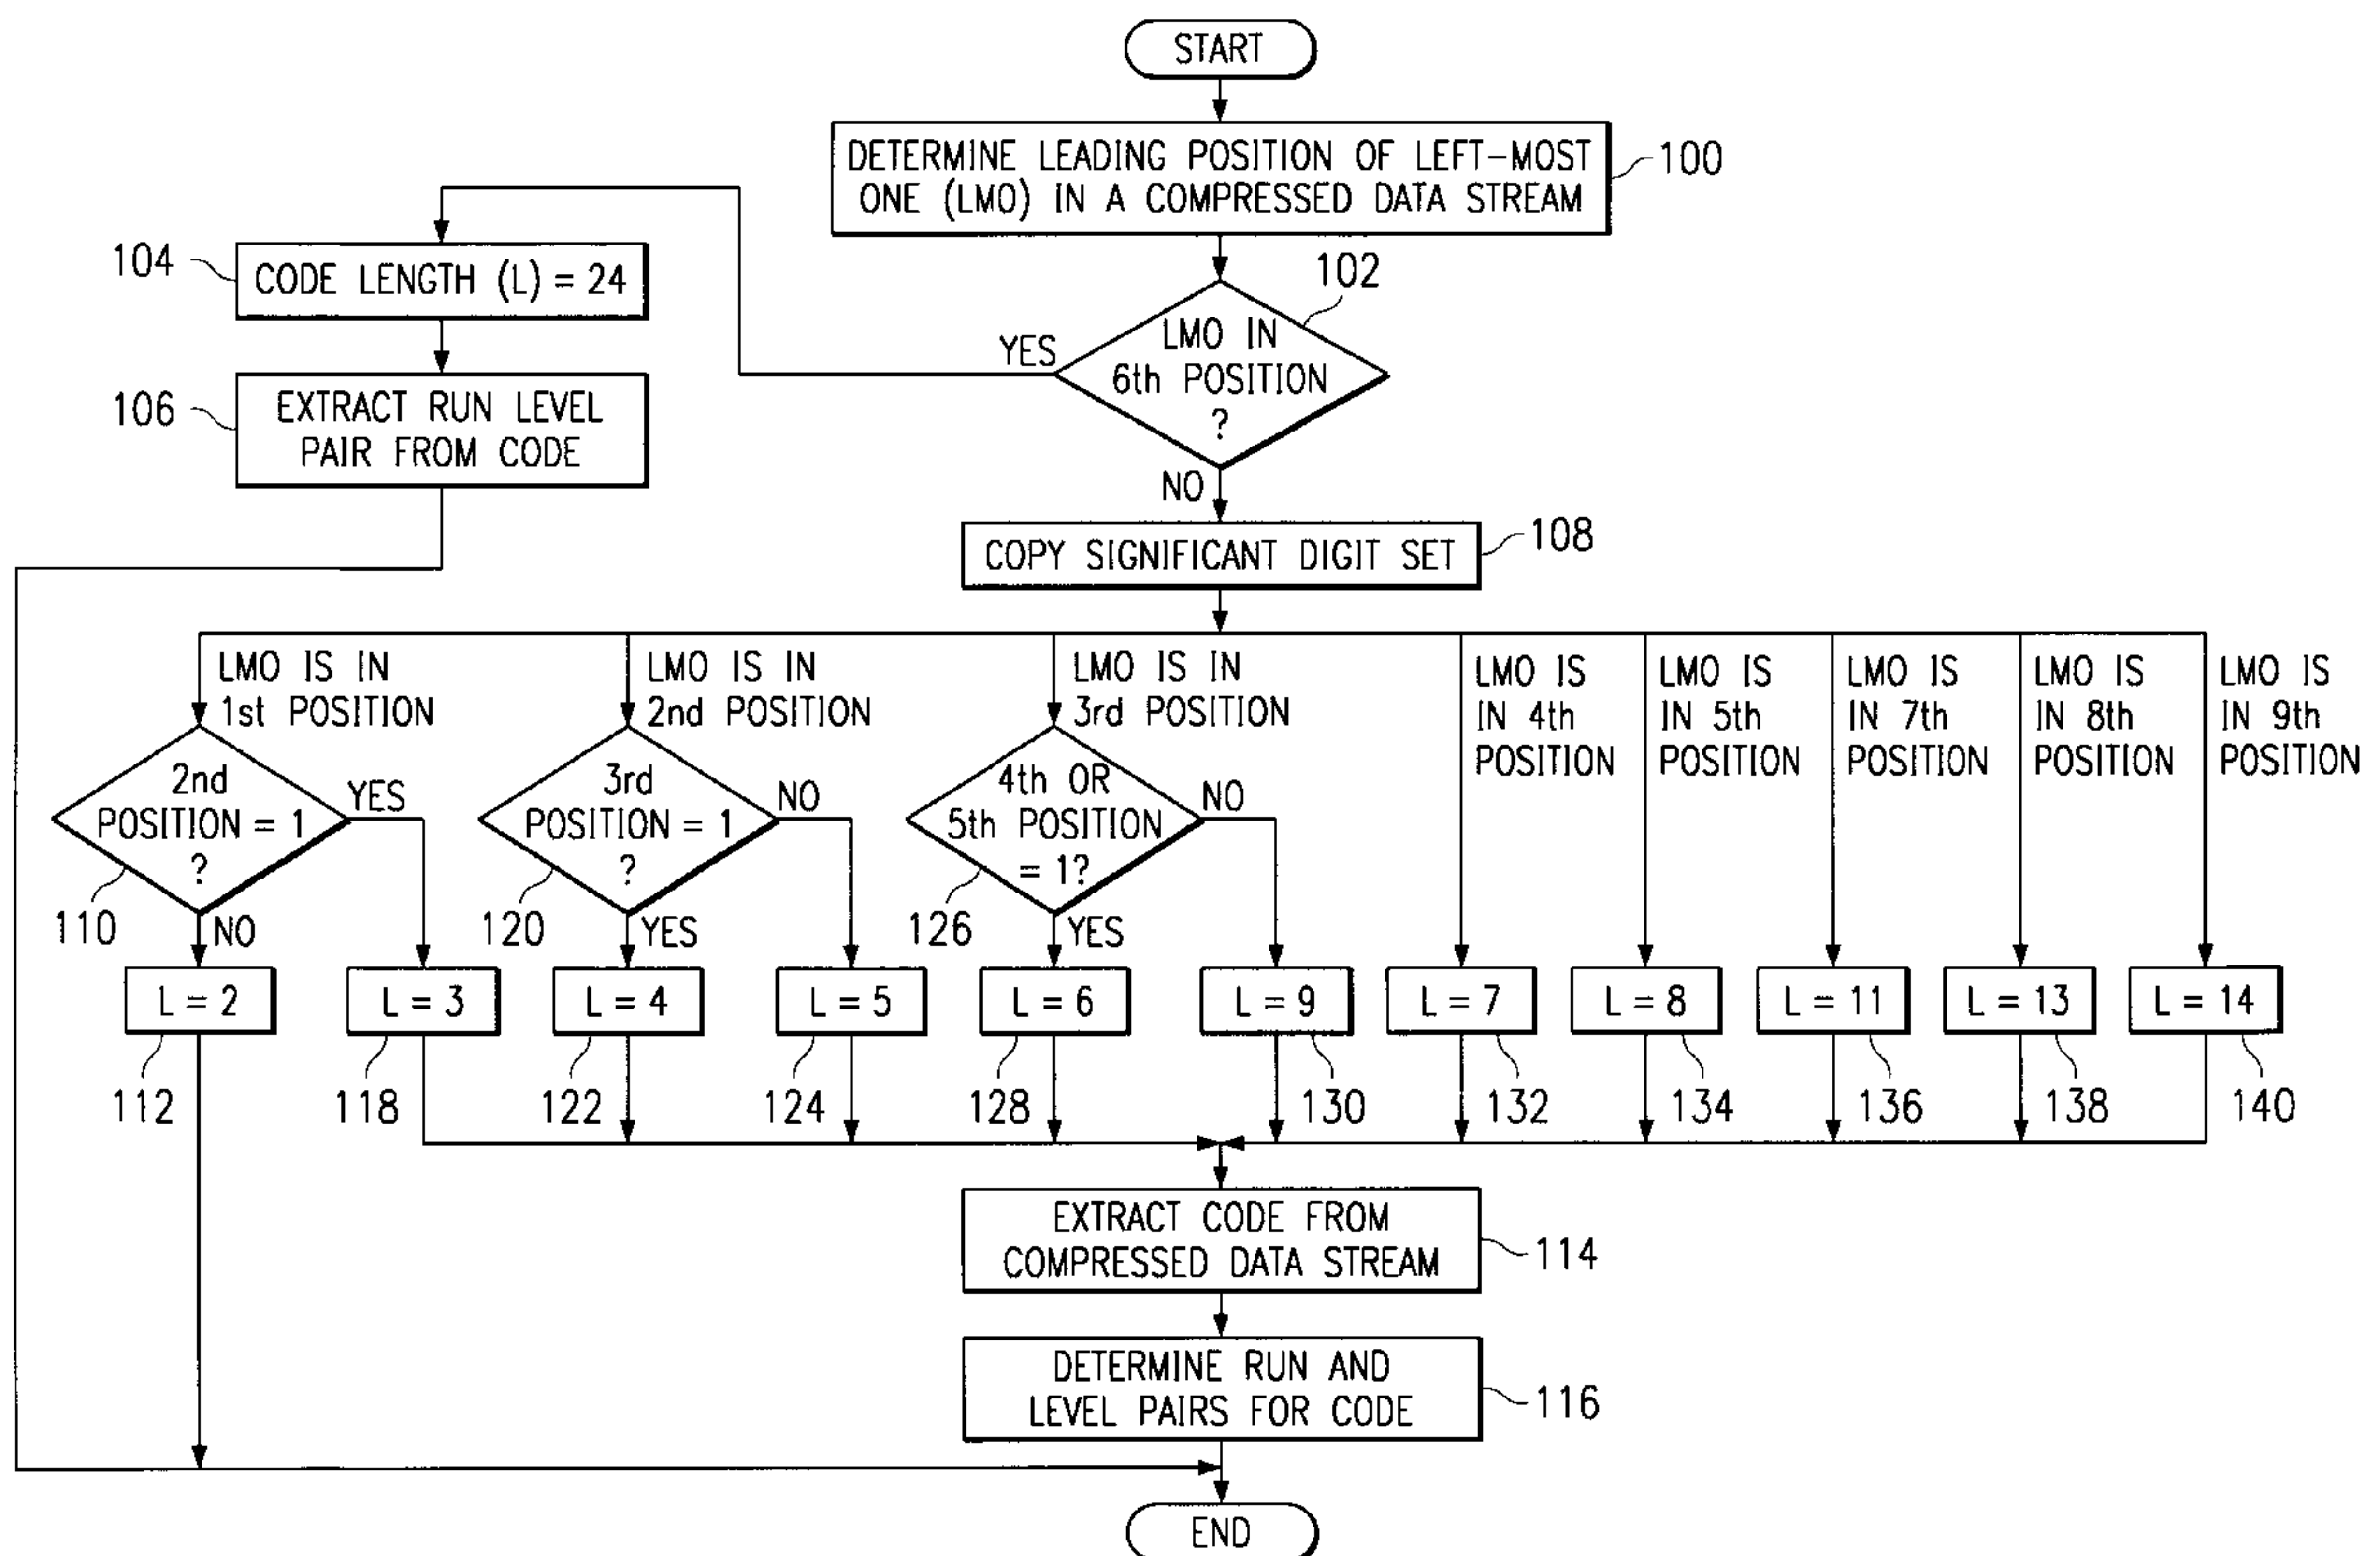 START
DETERMINE LEADING POSITION OF LEFT-MOST
ONE (LMO) IN A COMPRESSED DATA STREAM
100
104
CODE LENGTH (L) = 24
102
LMO IN
6th POSITION
?
YES
NO
106
EXTRACT RUN LEVEL
PAIR FROM CODE
COPY SIGNIFICANT DIGIT SET
108
LMO IS IN
1st POSITION
LMO IS IN
2nd POSITION
LMO IS IN
3rd POSITION
LMO IS
IN 4th
POSITION
LMO IS
IN 5th
POSITION
LMO IS
IN 7th
POSITION
LMO IS
IN 8th
POSITION
LMO IS
IN 9th
POSITION
2nd
POSITION = 1
?
YES
NO
110
3rd
POSITION = 1
?
NO
YES
120
4th OR
5th POSITION
= 1?
NO
YES
126
L = 2
L = 3
L = 4
L = 5
L = 6
L = 9
L = 7
L = 8
L = 11
L = 13
L = 14
112
118
122
124
128
130
132
134
136
138
140
EXTRACT CODE FROM
COMPRESSED DATA STREAM
114
DETERMINE RUN AND
LEVEL PAIRS FOR CODE
116
END